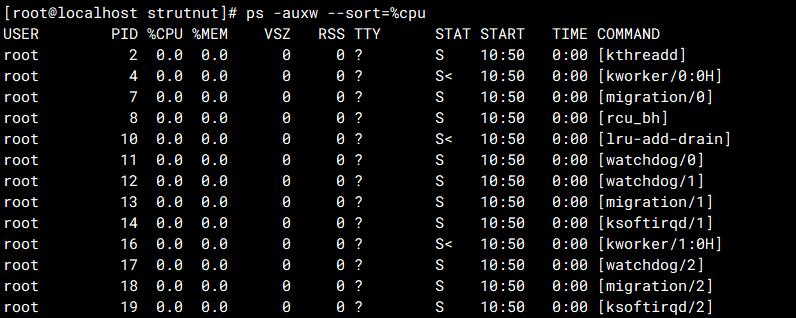 [root@localhost strutnut]# ps -auxw --sort=%cpu
USER PID %CPU %MEM VSZ RSS TTY STAT START TIME COMMAND
root 2 0.0 0.0 0 0 ? S 10:50 0:00 [kthreadd]
root 4 0.0 0.0 0 0 ? S< 10:50 0:00 [kworker/0:0H]
root 7 0.0 0.0 0 0 ? S 10:50 0:00 [migration/0]
root 8 0.0 0.0 0 0 ? S 10:50 0:00 [rcu_bh]
root 10 0.0 0.0 0 0 ? S< 10:50 0:00 [lru-add-drain]
root 11 0.0 0.0 0 0 ? S 10:50 0:00 [watchdog/0]
root 12 0.0 0.0 0 0 ? S 10:50 0:00 [watchdog/1]
root 13 0.0 0.0 0 0 ? S 10:50 0:00 [migration/1]
root 14 0.0 0.0 0 0 ? S 10:50 0:00 [ksoftirqd/1]
root 16 0.0 0.0 0 0 ? S< 10:50 0:00 [kworker/1:0H]
root 17 0.0 0.0 0 0 ? S 10:50 0:00 [watchdog/2]
root 18 0.0 0.0 0 0 ? S 10:50 0:00 [migration/2]
root 19 0.0 0.0 0 0 ? S 10:50 0:00 [ksoftirqd/2]